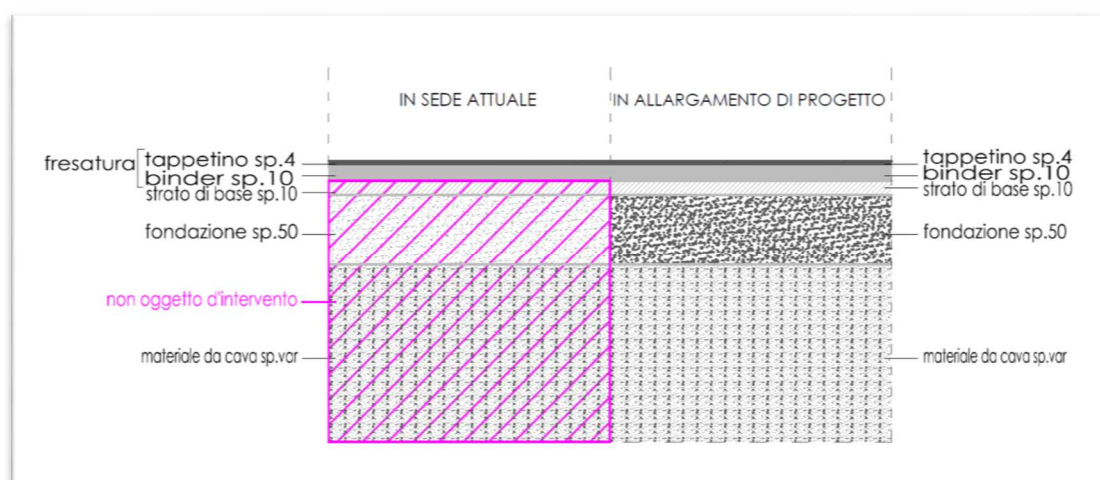 IN SEDE ATTUALE
IN ALLARGAMENTO DI PROGETTO
fresatura
tappetino sp.4
binder sp.10
strato di base sp.10
fondazione sp.50
non oggetto d'intervento
materiale da cava sp.var
tappetino sp.4
binder sp.10
strato di base sp.10
fondazione sp.50
materiale da cava sp.var